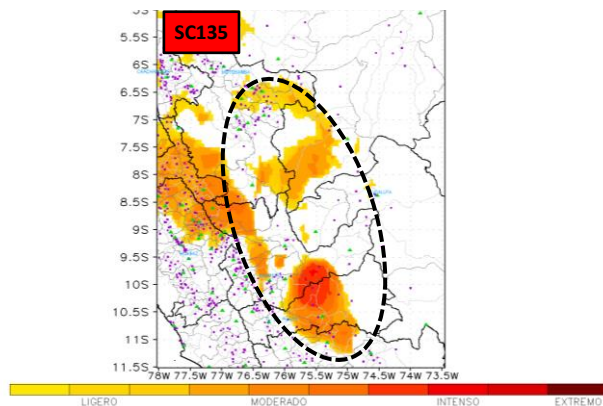 SC135
5.5S
6S
6.5S
7S
7.5S
8S
8.5S
9S
9.5S
10S
10.5S
11S
11.5S
78W 77.5W 77W 76.5W 76W 75.5W 75W 74.5W 74W 73.5W
LIGERO MODERADO INTENSO EXTREMO